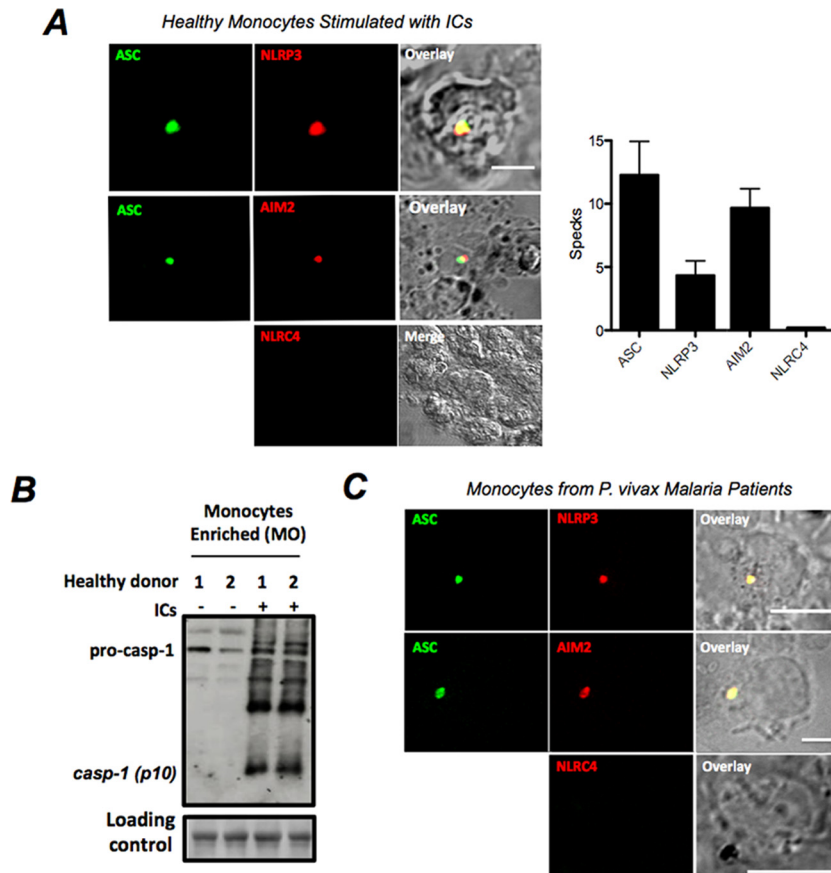 A
Healthy Monocytes Stimulated with ICs
ASC
NLRP3
Overlay
ASC
AIM2
Overlay
NLRC4
Merge
Specks
15
10
5
0
ASC
NLRP3
AIM2
NLRC4
B
Monocytes
Enriched (MO)
Healthy donor 1 2 1 2
ICs - - + +
pro-casp-1
casp-1 (p10)
Loading
control
C
Monocytes from P. vivax Malaria Patients
ASC
NLRP3
Overlay
ASC
AIM2
Overlay
NLRC4
Overlay